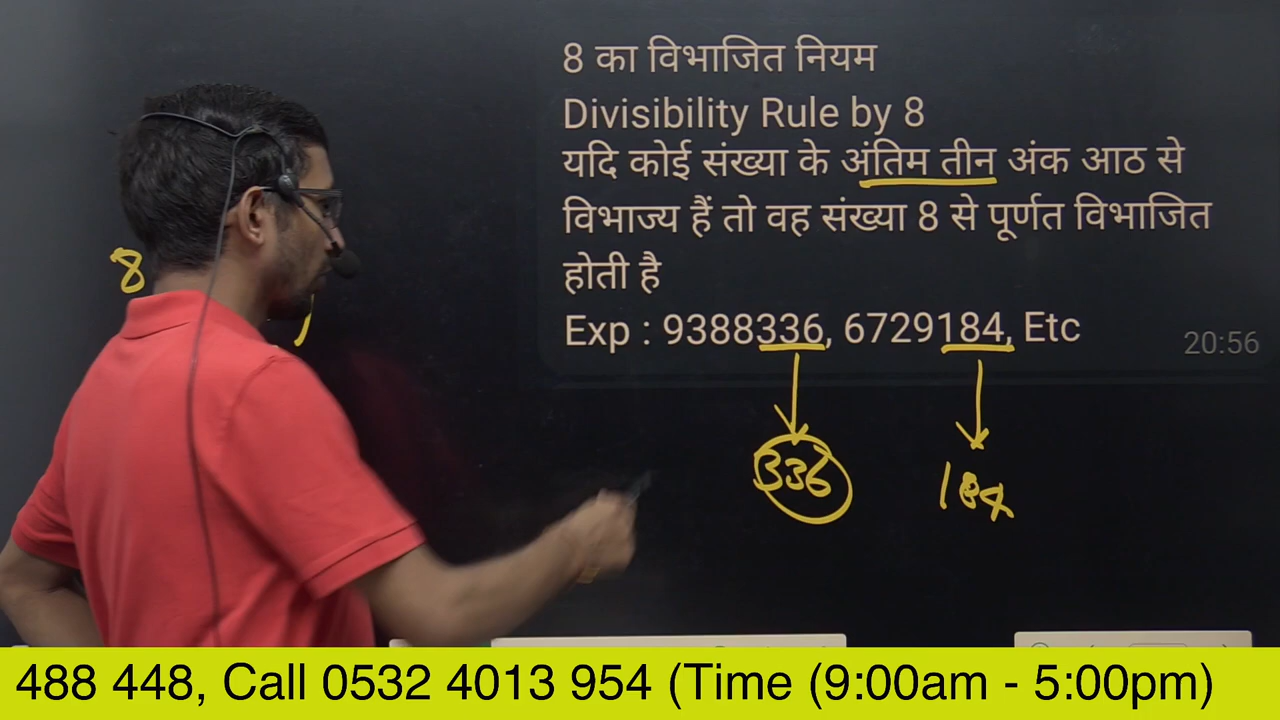 8 का विभाजित नियम
Divisibility Rule by 8
यदि कोई संख्या के अंतिम तीन अंक आठ से
विभाज्य हैं तो वह संख्या 8 से पूर्णत विभाजित
होती है
Exp : 9388336, 6729184, Etc
20:56
8
336
184
488 448, Call 0532 4013 954 (Time (9:00am - 5:00pm)